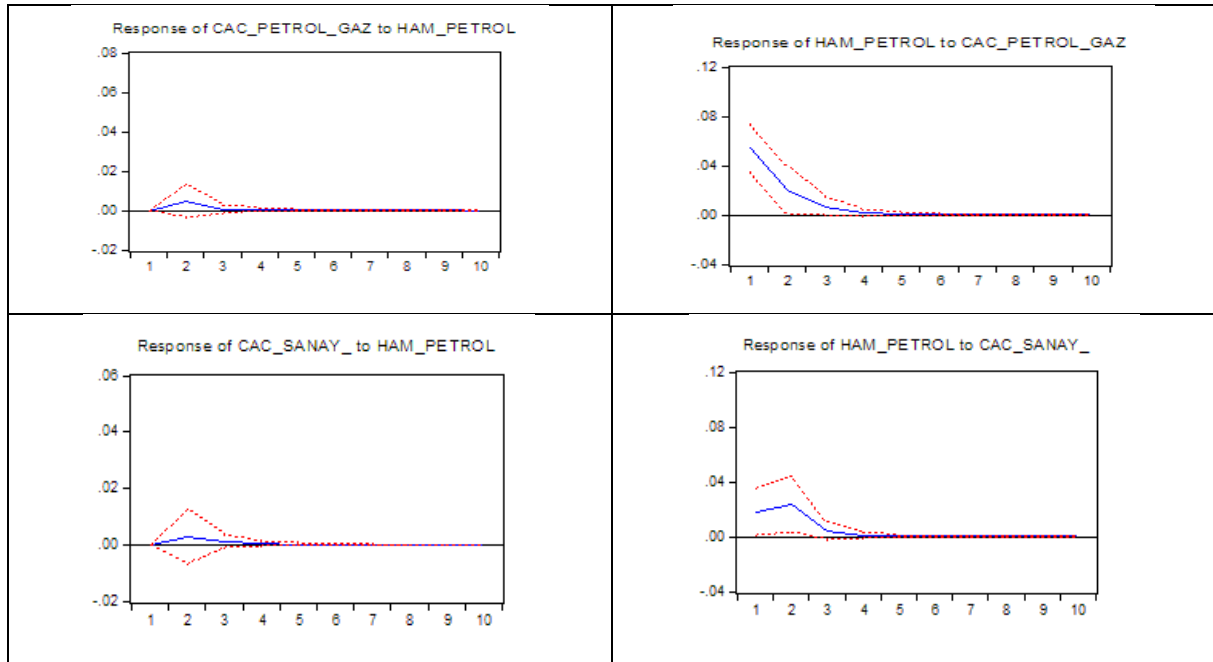 Response of CAC_PETROL_GAZ to HAM_PETROL
.08
.06
.04
.02
.00
-.02
1 2 3 4 5 6 7 8 9 10
Response of HAM_PETROL to CAC_PETROL_GAZ
.12
.08
.04
.00
-.04
1 2 3 4 5 6 7 8 9 10
Response of CAC_SANAY_ to HAM_PETROL
.06
.04
.02
.00
-.02
1 2 3 4 5 6 7 8 9 10
Response of HAM_PETROL to CAC_SANAY_
.12
.08
.04
.00
-.04
1 2 3 4 5 6 7 8 9 10